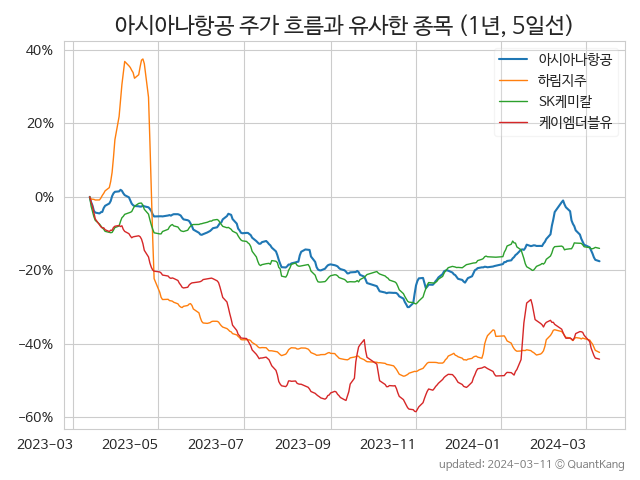 아시아나항공 주가 흐름과 유사한 종목 (1년, 5일선)
40%
20%
0%
−20%
−40%
−60%
아시아나항공
하림지주
SK케미칼
케이엠더블유
2023-03
2023-05
2023-07
2023-09
2023-11
2024-01
2024-03
updated: 2024-03-11 © QuantKang